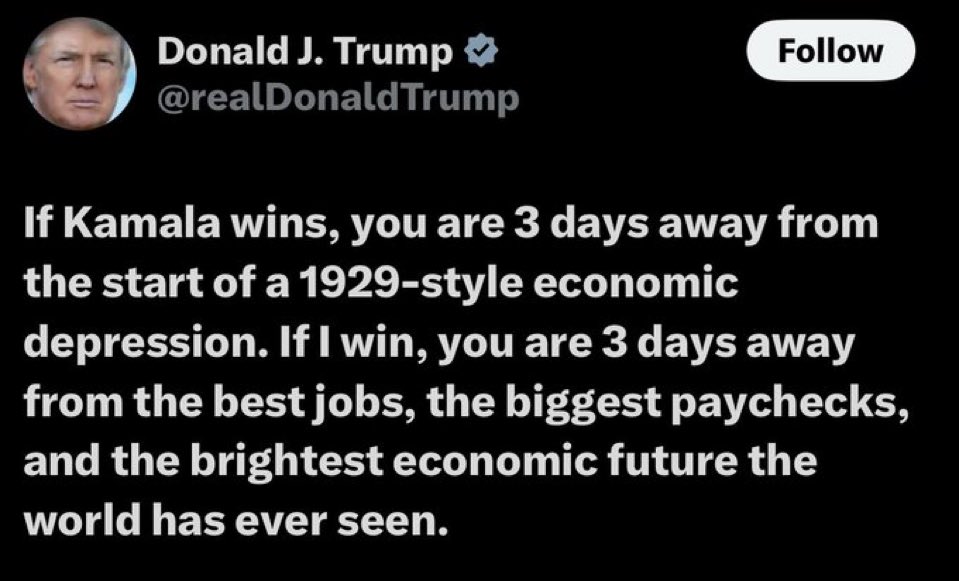 Donald J. Trump
Follow
@realDonaldTrump
If Kamala wins, you are 3 days away from
the start of a 1929-style economic
depression. If I win, you are 3 days away
from the best jobs, the biggest paychecks,
and the brightest economic future the
world has ever seen.